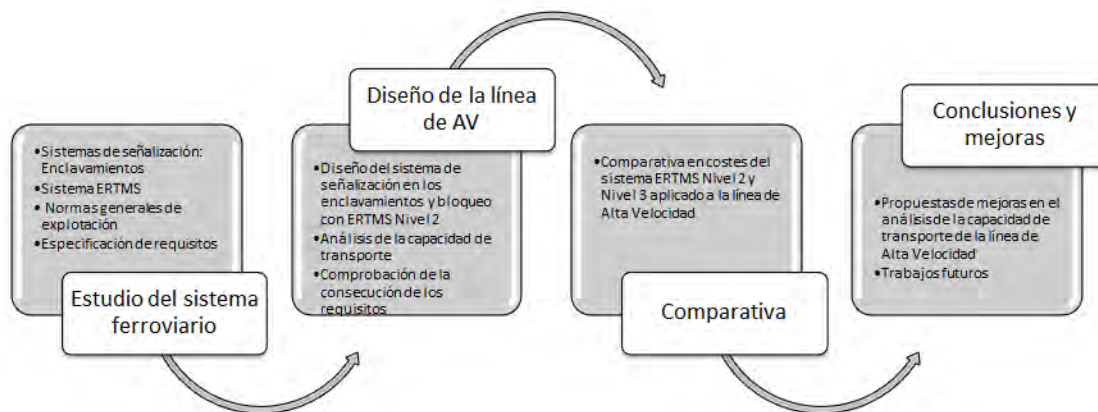 •Sistemas de señalización:
Enclavamientos
•Sistema ERTMS
• Normas generales de
explotación
•Especificación de requisitos
Estudio del sistema
ferroviario
Diseño de la línea
de AV
•Diseño del sistema de
señalización en los
enclavamientos y bloqueo
con ERTMS Nivel 2
•Análisis de la capacidad de
transporte
•Comprobación de la
consecución de los
requisitos
•Comparativa en costes del
sistema ERTMS Nivel 2 y
Nivel 3 aplicado a la línea de
Alta Velocidad
Comparativa
Conclusiones y
mejoras
•Propuestas de mejoras en el
análisis de la capacidad de
transporte de la línea de
Alta Velocidad
•Trabajos futuros